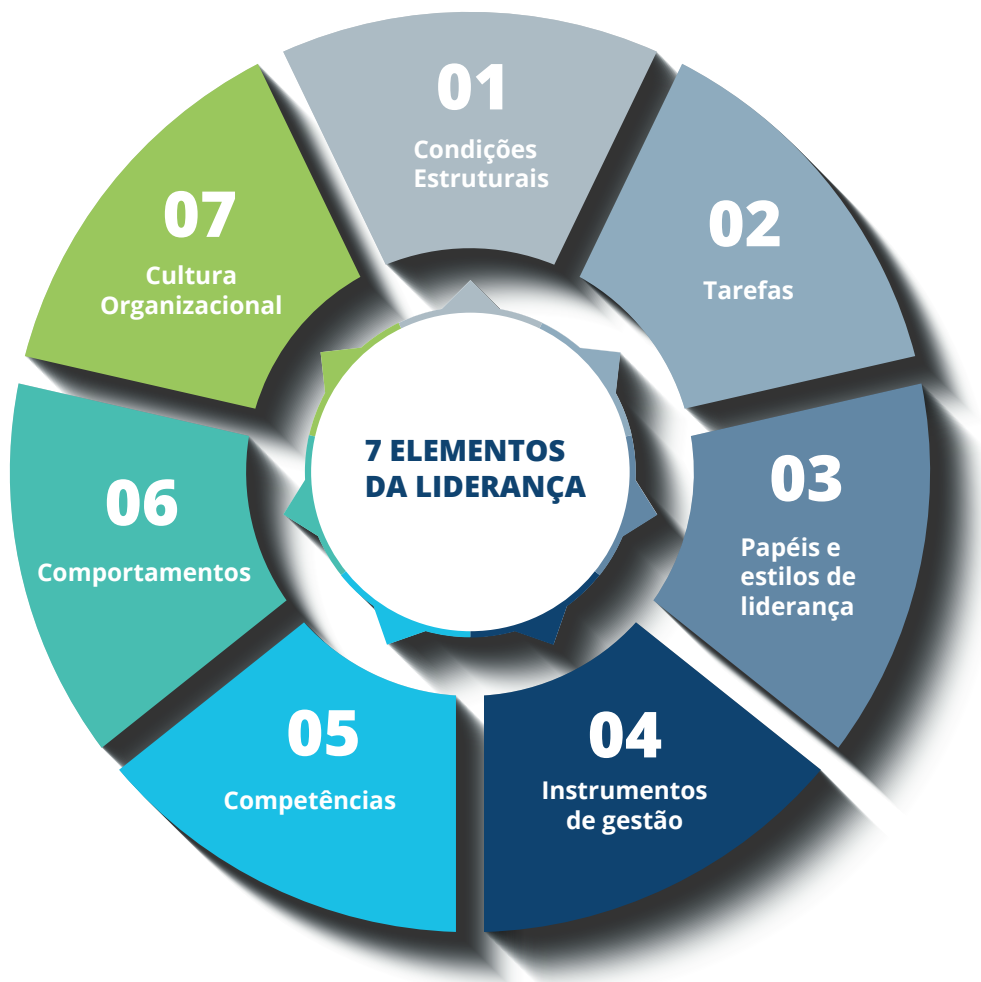 7 ELEMENTOS
DA LIDERANÇA
01
Condições
Estruturais
02
Tarefas
03
Papéis e
estilos de
liderança
04
Instrumentos
de gestão
05
Competências
06
Comportamentos
07
Cultura
Organizacional